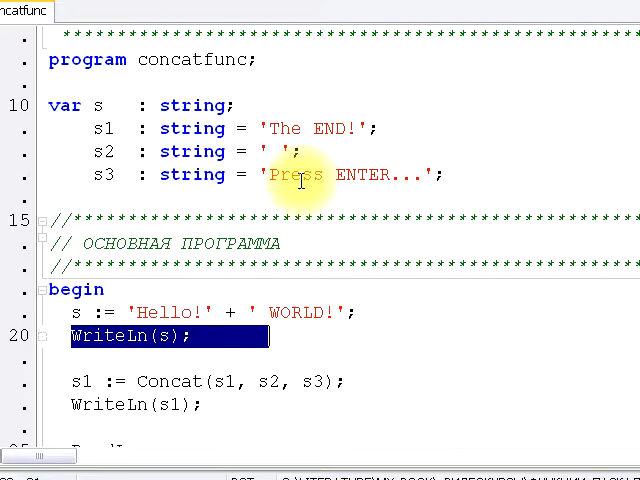 concatfunc
**************************************************
program concatfunc;
10 var s : string;
s1 : string = 'The END!';
s2 : string = ' ';
s3 : string = 'Press ENTER...';
15 //**************************************************
// ОСНОВНАЯ ПРОГРАММА
//**************************************************
begin
s := 'Hello!' + ' WORLD!';
20 WriteLn(s);
s1 := Concat(s1, s2, s3);
WriteLn(s1);